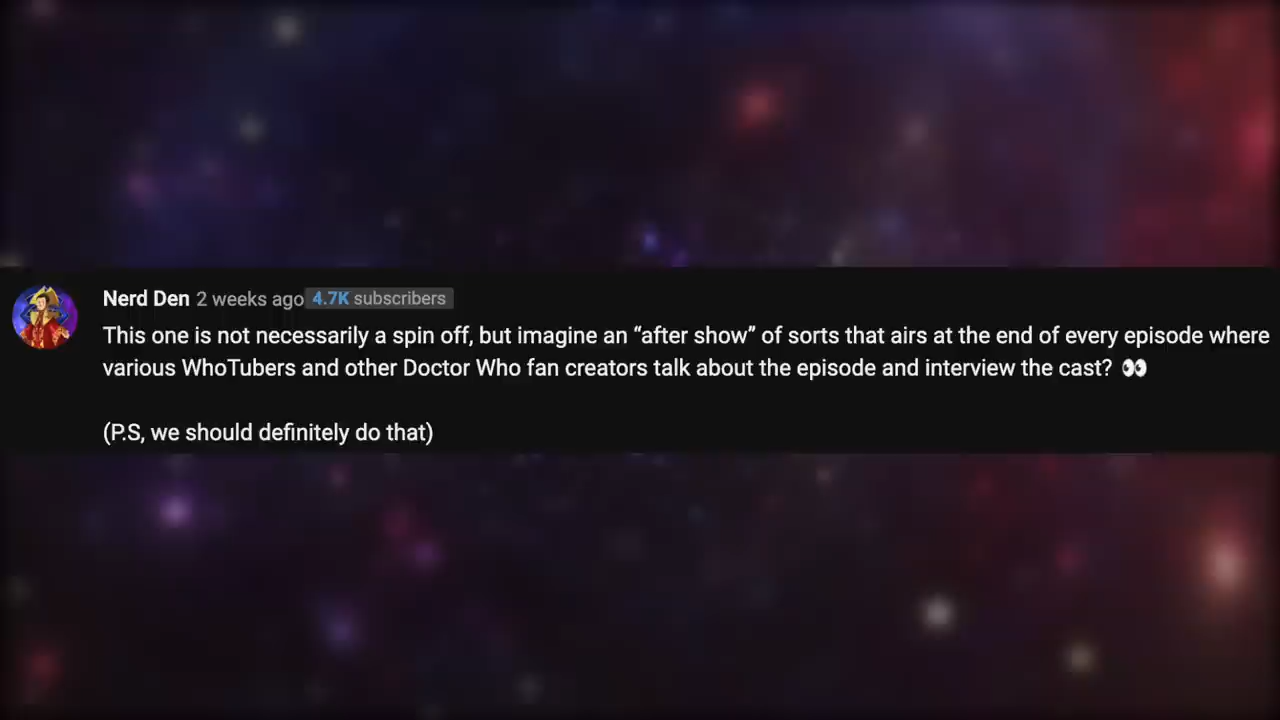 Nerd Den 2 weeks ago 4.7K subscribers
This one is not necessarily a spin off, but imagine an “after show” of sorts that airs at the end of every episode where
various WhoTubers and other Doctor Who fan creators talk about the episode and interview the cast? 👀
(P.S, we should definitely do that)